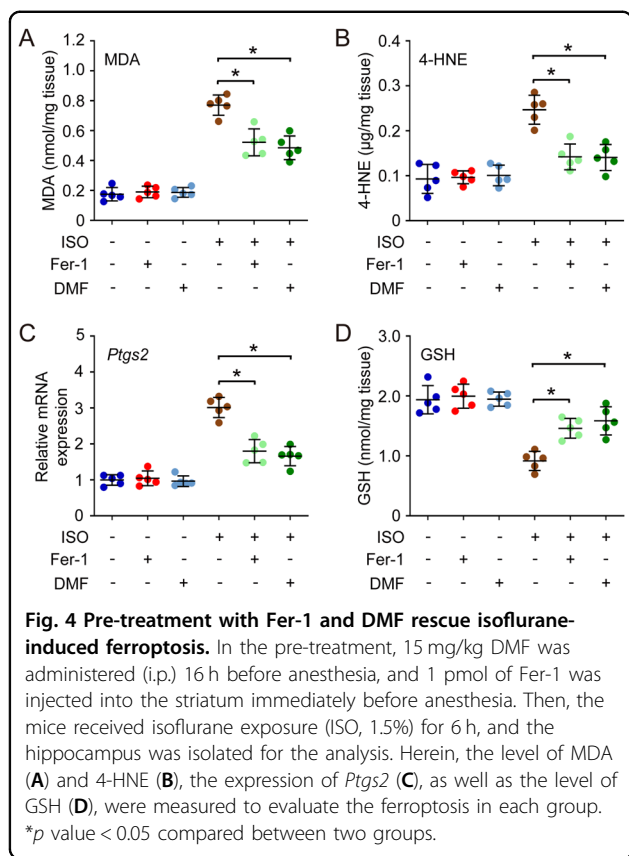 A
MDA
*
*
MDA (nmol/mg tissue)
1.2
1.0
0.8
0.6
0.4
0.2
0
ISO - - - + + +
Fer-1 - + - - + -
DMF - - + - - +
B
4-HNE
*
*
4-HNE (μg/mg tissue)
0.4
0.3
0.2
0.1
0
ISO - - - + + +
Fer-1 - + - - + -
DMF - - + - - +
C
Ptgs2
*
*
Relative mRNA
expression
5
4
3
2
1
0
ISO - - - + + +
Fer-1 - + - - + -
DMF - - + - - +
D
GSH
*
*
GSH (nmol/mg tissue)
3.0
2.0
1.0
0
ISO - - - + + +
Fer-1 - + - - + -
DMF - - + - - +
Fig. 4 Pre-treatment with Fer-1 and DMF rescue isoflurane-
induced ferroptosis. In the pre-treatment, 15 mg/kg DMF was
administered (i.p.) 16 h before anesthesia, and 1 pmol of Fer-1 was
injected into the striatum immediately before anesthesia. Then, the
mice received isoflurane exposure (ISO, 1.5%) for 6 h, and the
hippocampus was isolated for the analysis. Herein, the level of MDA
(A) and 4-HNE (B), the expression of Ptgs2 (C), as well as the level of
GSH (D), were measured to evaluate the ferroptosis in each group.
*p value < 0.05 compared between two groups.